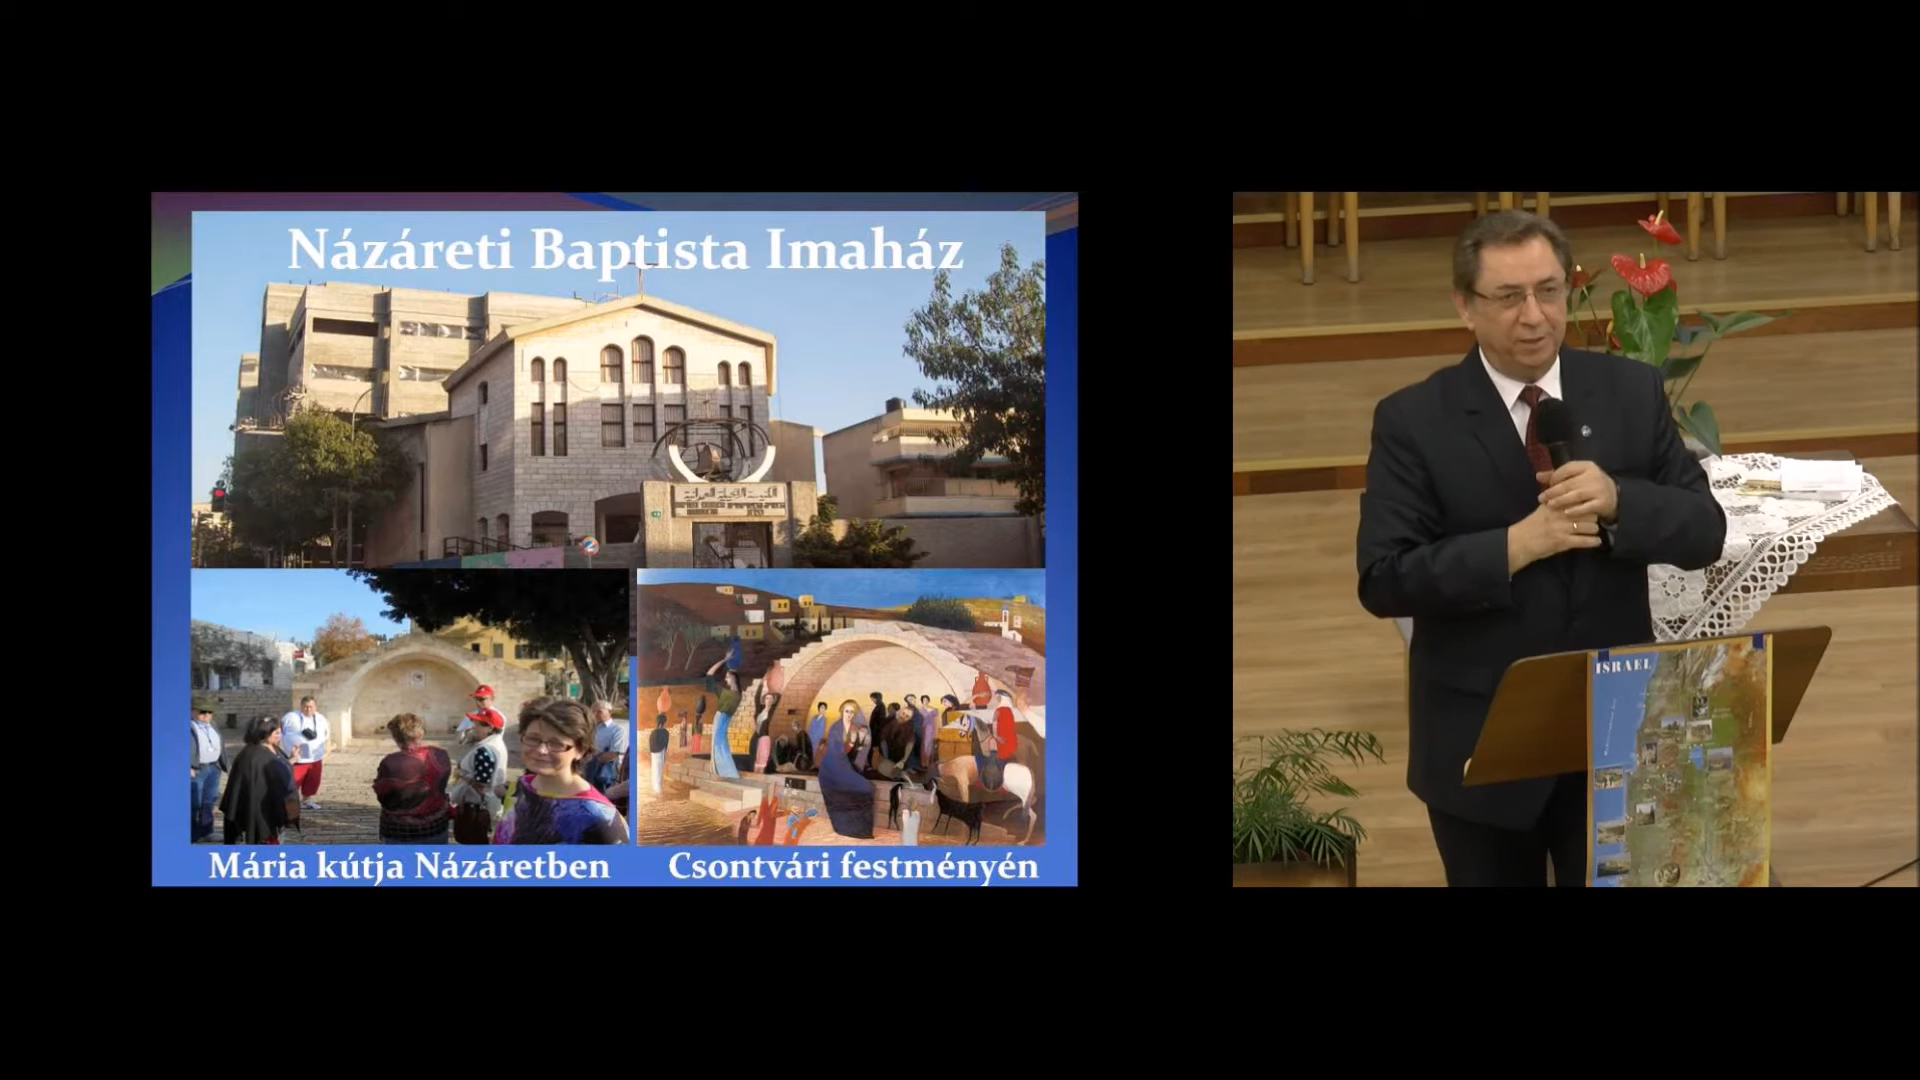 Názáreti Baptista Imaház
Mária kútja Názáretben
Csontvári festményén
ISRAEL